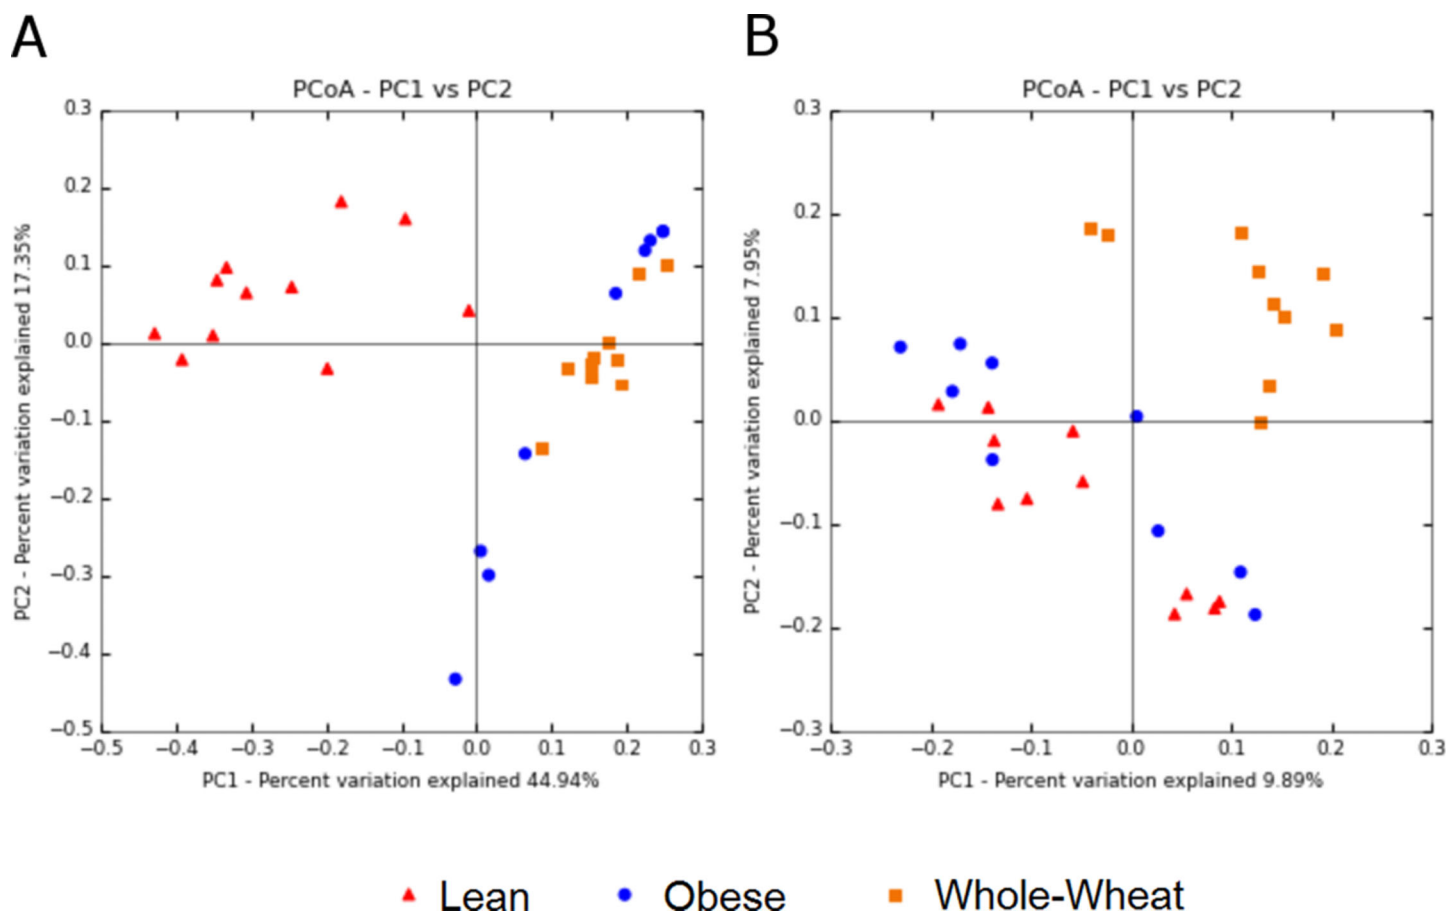 A
B
PCoA - PC1 vs PC2
PCoA - PC1 vs PC2
0.3
0.2
0.1
0.0
−0.1
−0.2
−0.3
−0.4
−0.5
PC2 - Percent variation explained 17.35%
−0.5 −0.4 −0.3 −0.2 −0.1 0.0 0.1 0.2 0.3
PC1 - Percent variation explained 44.94%
0.3
0.2
0.1
0.0
−0.1
−0.2
−0.3
PC2 - Percent variation explained 7.95%
−0.3 −0.2 −0.1 0.0 0.1 0.2 0.3
PC1 - Percent variation explained 9.89%
Lean Obese Whole-Wheat